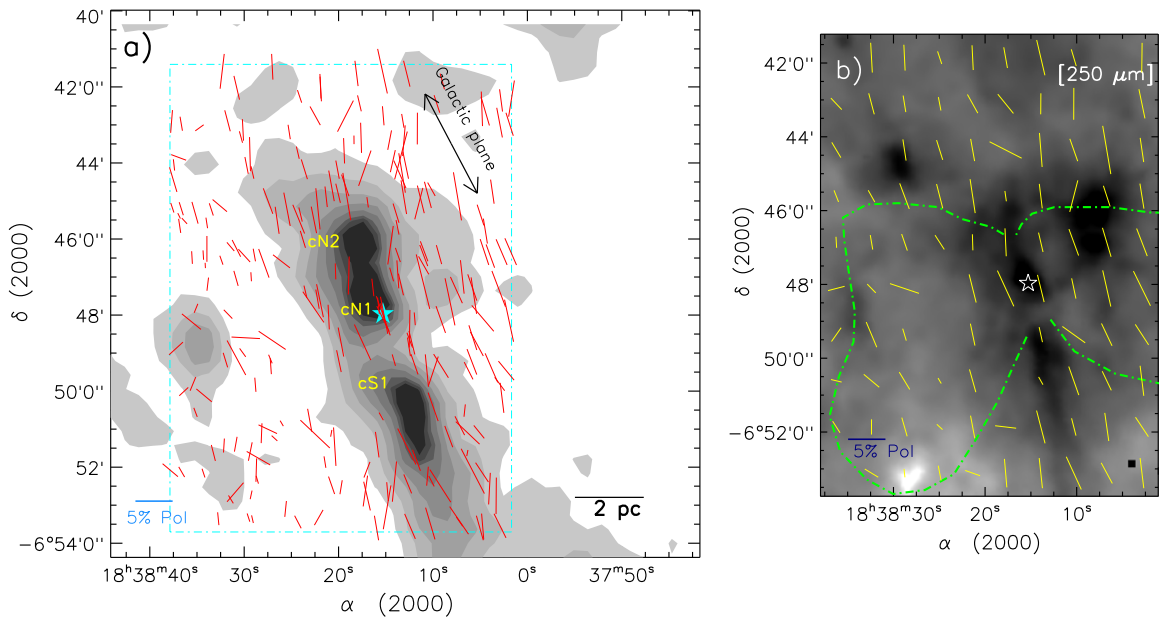 a)
40'
42'0''
44'
46'0''
48'
50'0''
52'
−6°54'0''
δ (2000)
Galactic plane
cN2
cN1
cS1
5% Pol
2 pc
18ʰ38ᵐ40ˢ
30ˢ
20ˢ
10ˢ
0ˢ
37ᵐ50ˢ
α (2000)
b)
[250 μm]
42'0''
44'
46'0''
48'
50'0''
−6°52'0''
δ (2000)
5% Pol
18ʰ38ᵐ30ˢ
20ˢ
10ˢ
α (2000)